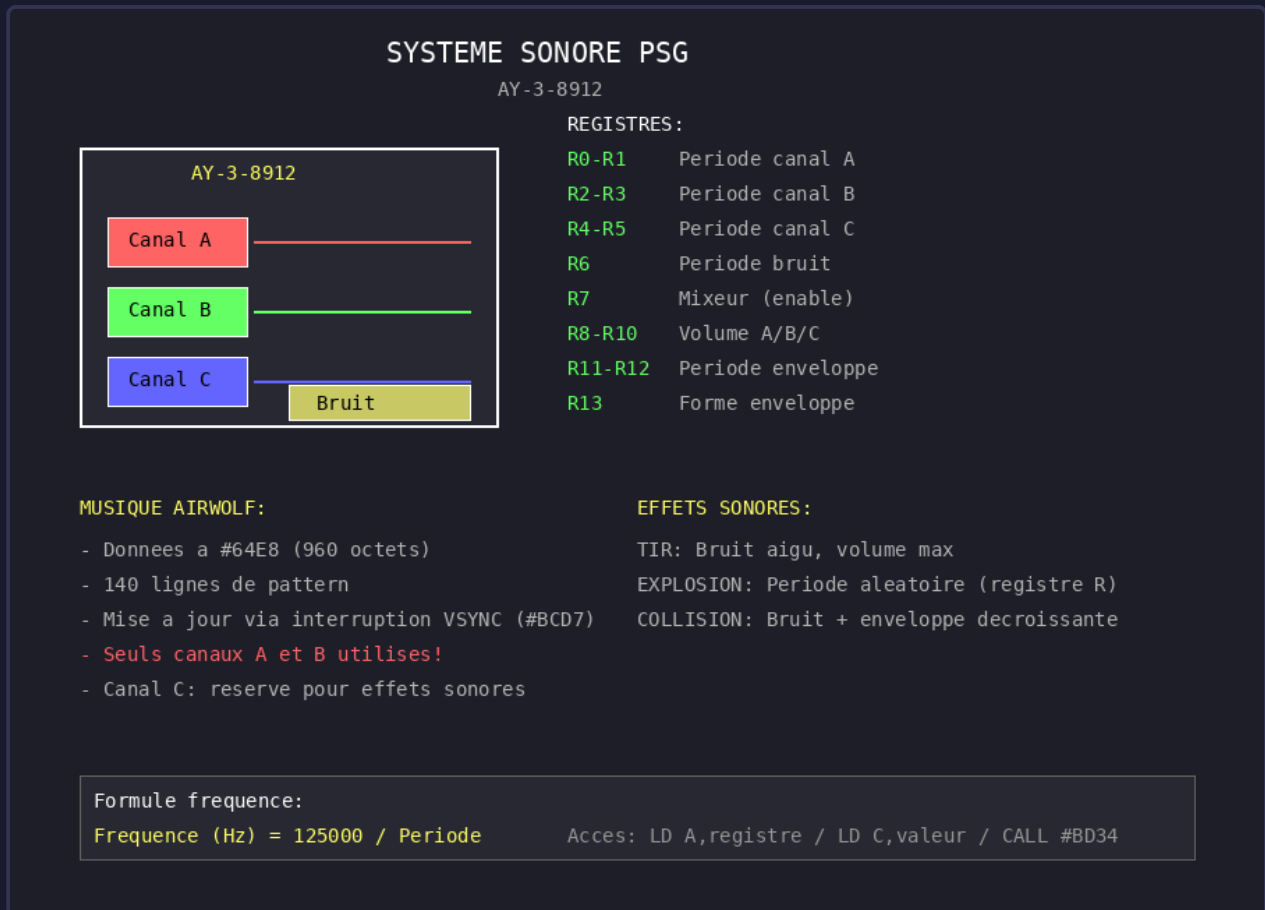 SYSTEME SONORE PSG
AY-3-8912
AY-3-8912
Canal A
Canal B
Canal C
Bruit
REGISTRES:
R0-R1 Periode canal A
R2-R3 Periode canal B
R4-R5 Periode canal C
R6 Periode bruit
R7 Mixeur (enable)
R8-R10 Volume A/B/C
R11-R12 Periode enveloppe
R13 Forme enveloppe
MUSIQUE AIRWOLF:
- Donnees a #64E8 (960 octets)
- 140 lignes de pattern
- Mise a jour via interruption VSYNC (#BCD7)
- Seuls canaux A et B utilises!
- Canal C: reserve pour effets sonores
EFFETS SONORES:
TIR: Bruit aigu, volume max
EXPLOSION: Periode aleatoire (registre R)
COLLISION: Bruit + enveloppe decroissante
Formule frequence:
Frequence (Hz) = 125000 / Periode
Acces: LD A,registre / LD C,valeur / CALL #BD34